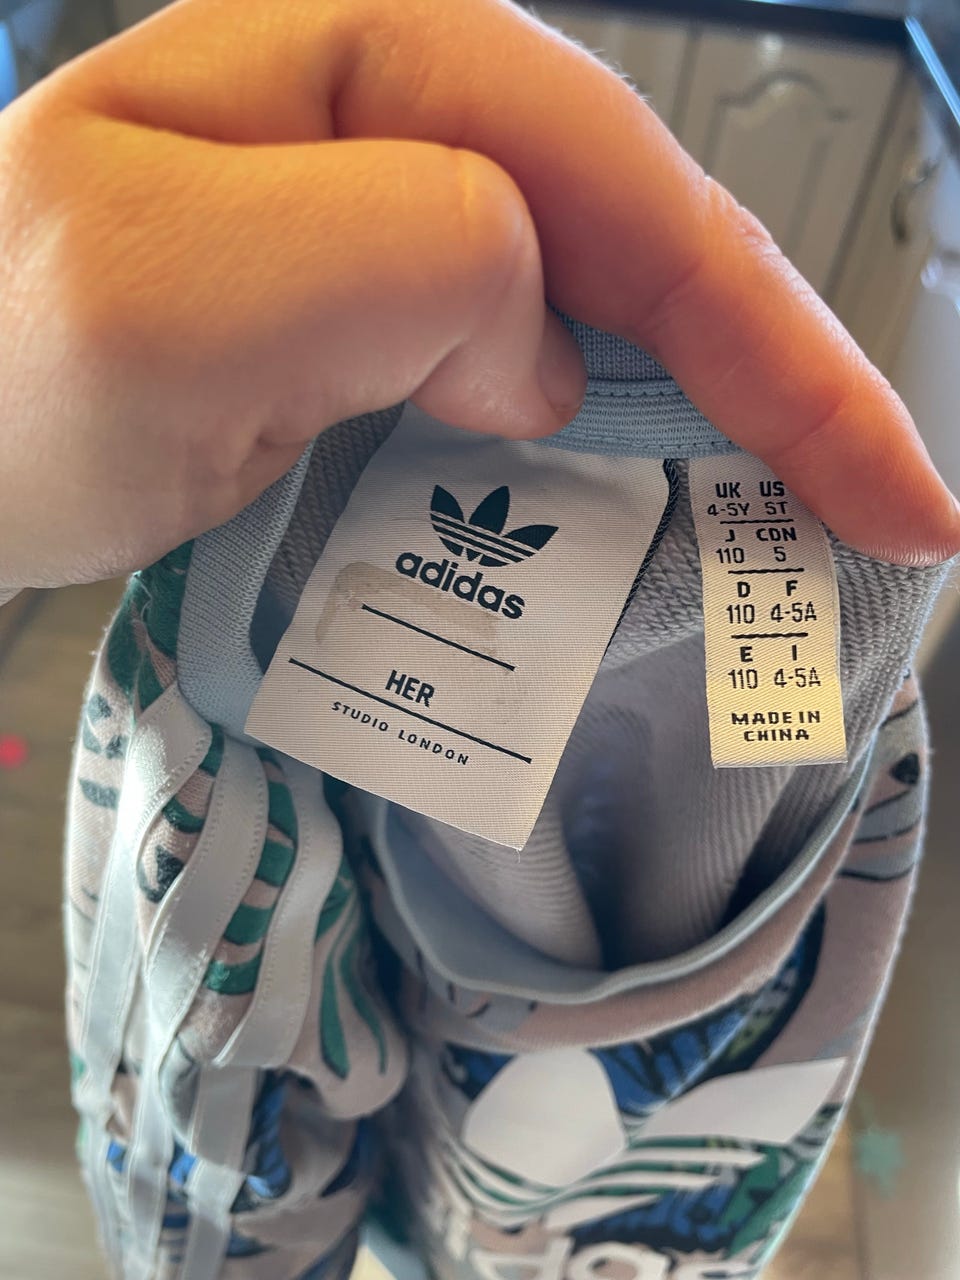 adidas
HER
STUDIO LONDON
UK US
4-5Y 5T
J CDN
110 5
D F
110 4-5A
E I
110 4-5A
MADE IN
CHINA